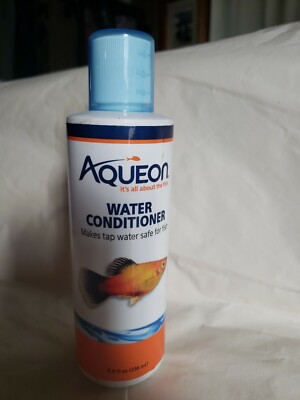 AQUEON
it's all about the fish
WATER
CONDITIONER
Makes tap water safe for fish